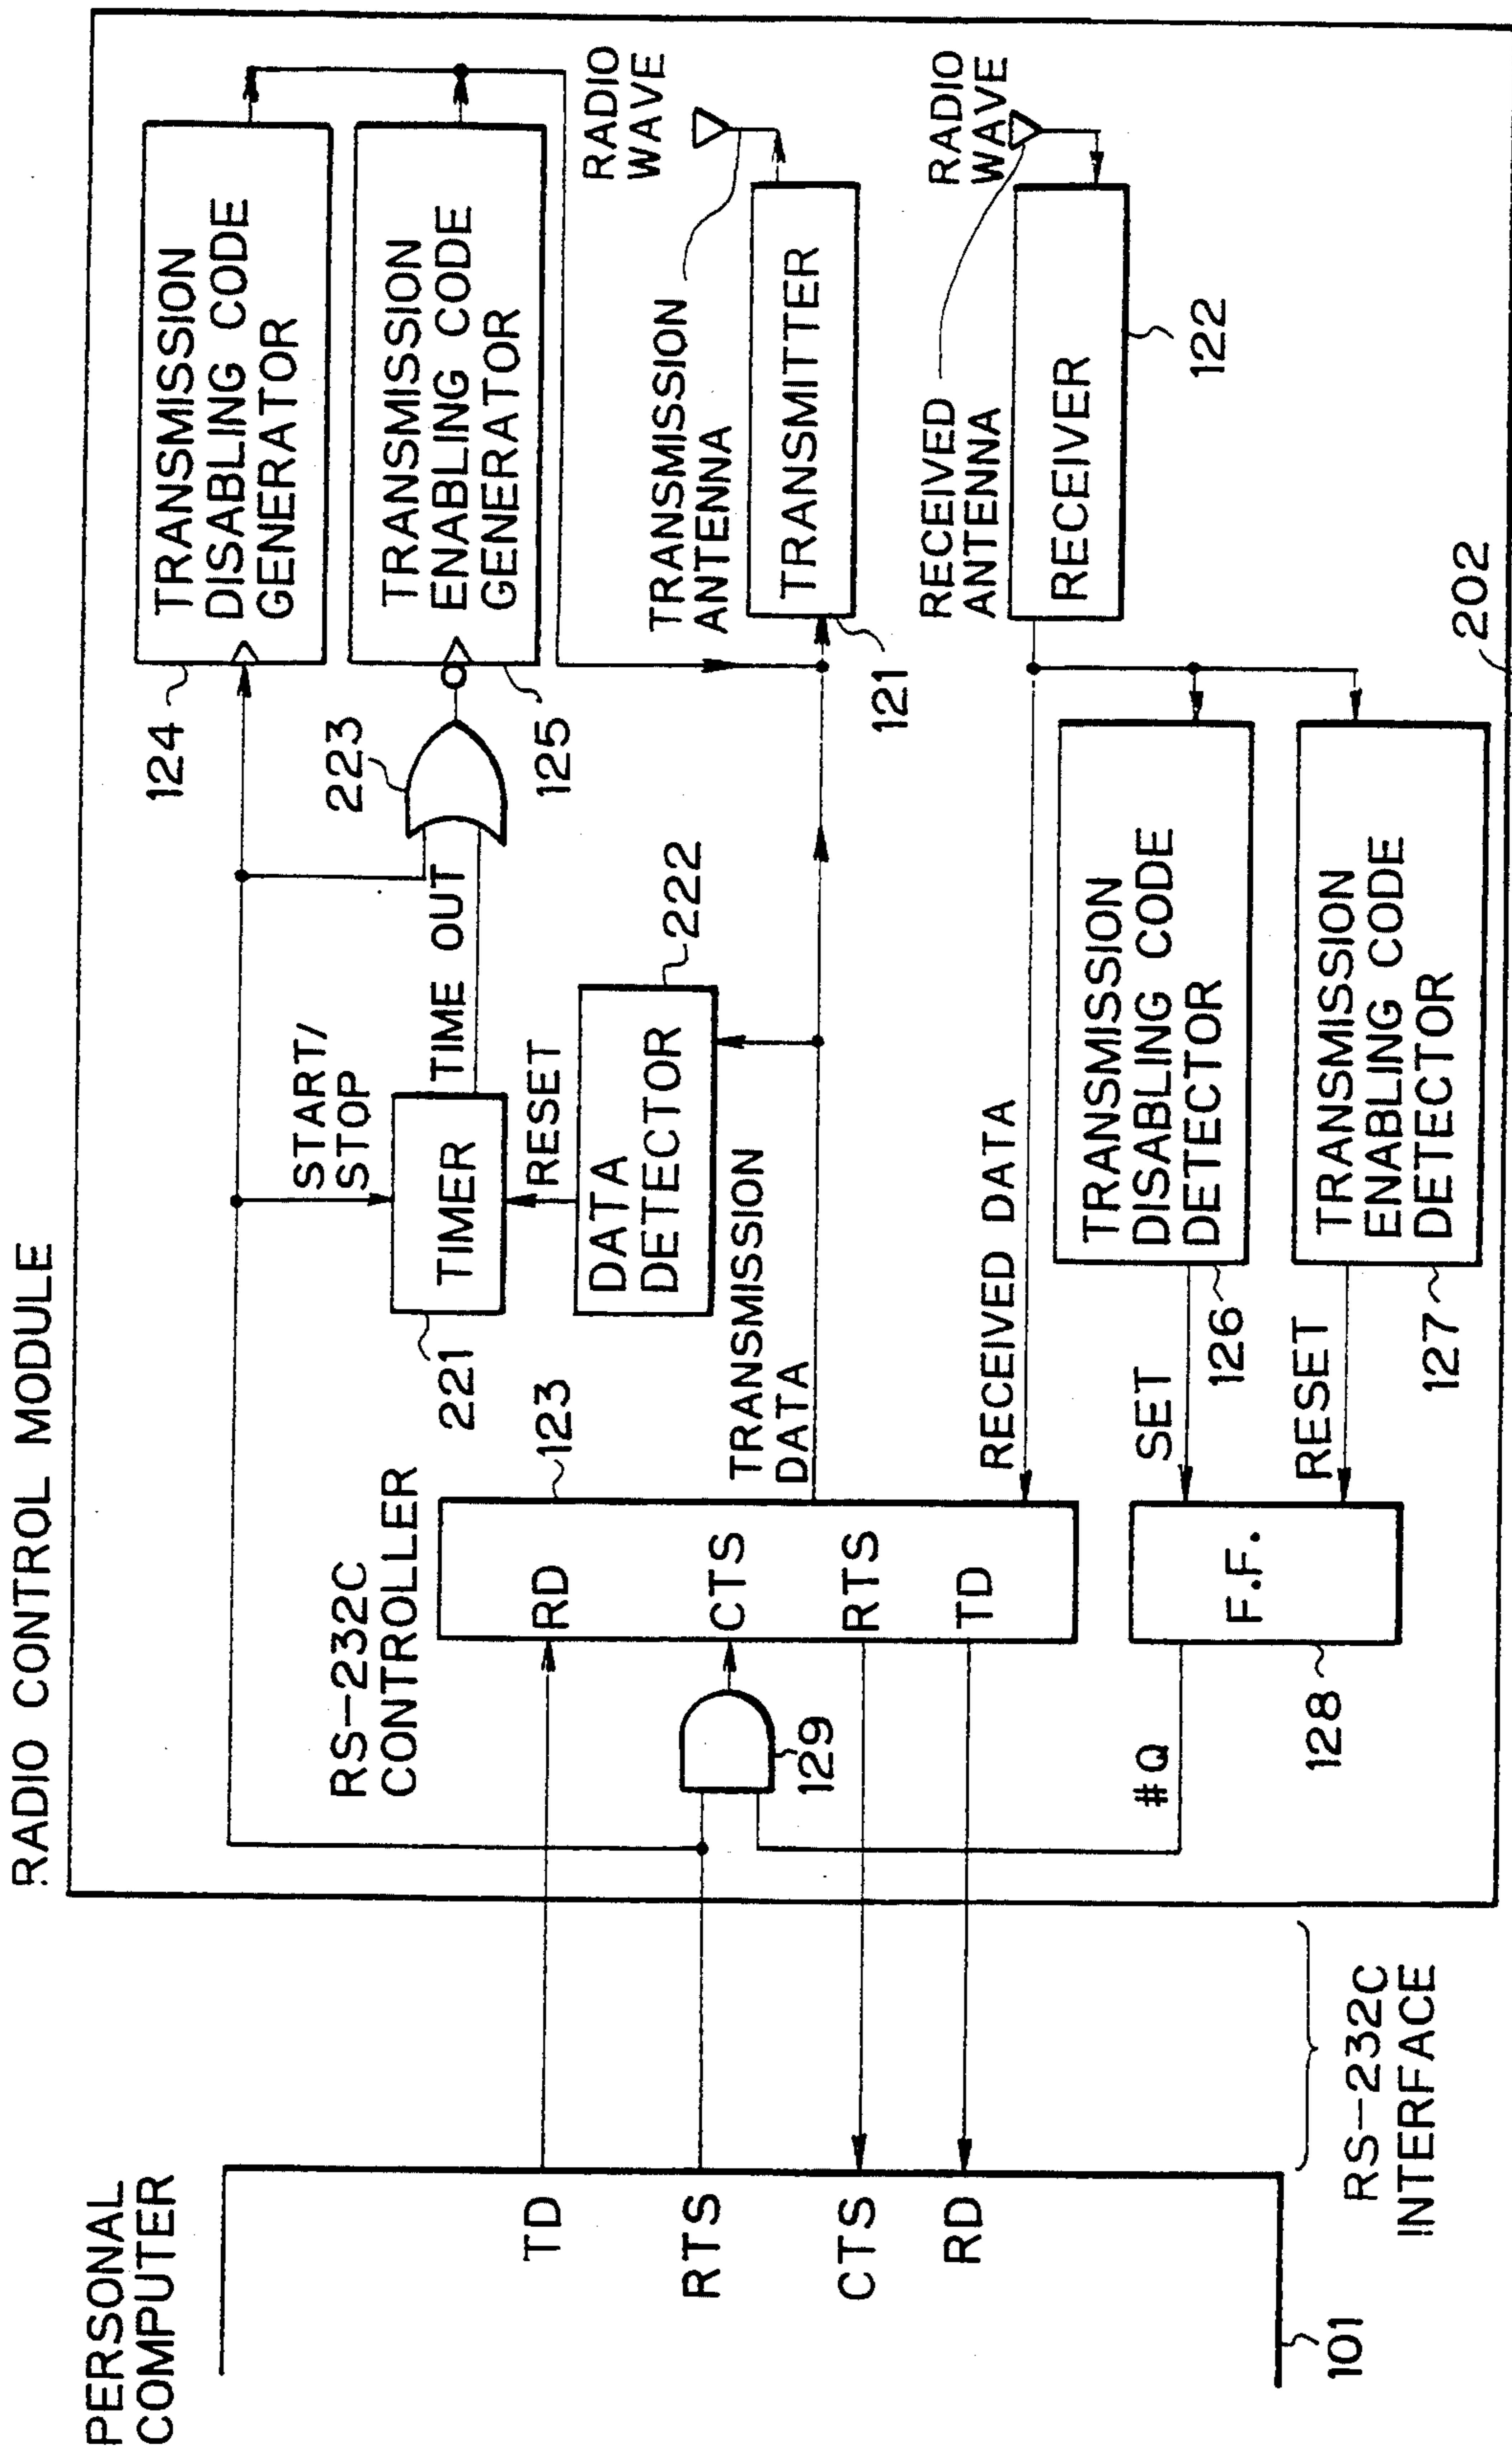 RADIO CONTROL MODULE
PERSONAL
COMPUTER
TD
RTS
CTS
RD
101
RS-232C
INTERFACE
RS-232C
CONTROLLER
123
RD
CTS
RTS
TD
129
#Q
F.F.
128
SET
RESET
START/
STOP
TIMER
221
TIME OUT
RESET
DATA
DETECTOR
222
TRANSMISSION
DATA
RECEIVED DATA
223
124
TRANSMISSION
DISABLING CODE
GENERATOR
125
TRANSMISSION
ENABLING CODE
GENERATOR
TRANSMISSION
ANTENNA
RADIO
WAVE
TRANSMITTER
121
RECEIVED
ANTENNA
RADIO
WAVE
RECEIVER
122
TRANSMISSION
DISABLING CODE
DETECTOR
126
TRANSMISSION
ENABLING CODE
DETECTOR
127
202